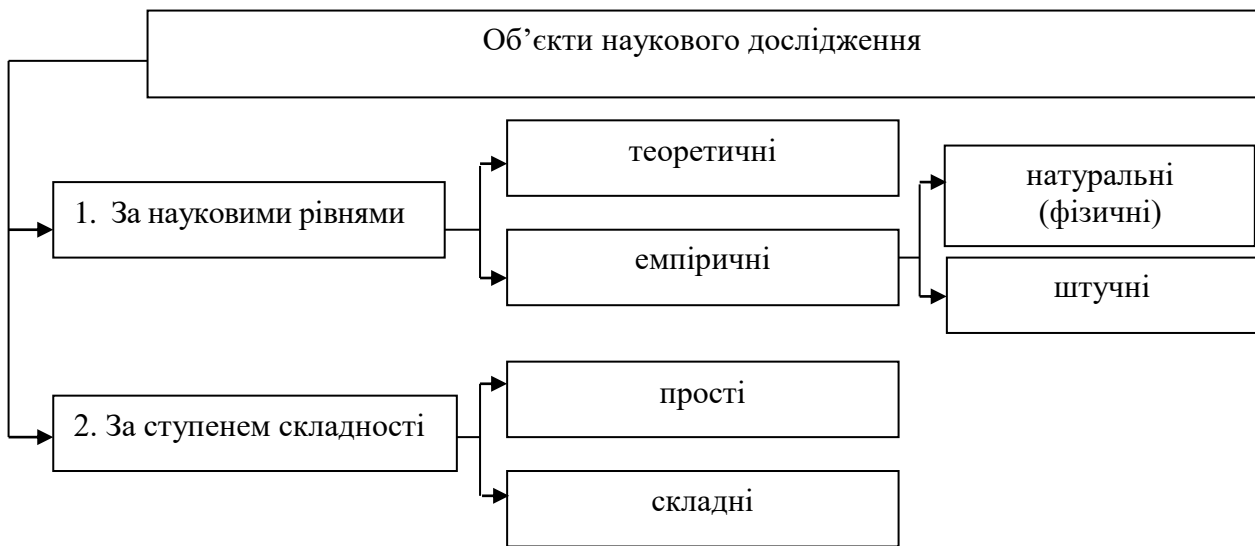 Об’єкти наукового дослідження
теоретичні
натуральні
(фізичні)
1. За науковими рівнями
емпіричні
штучні
прості
2. За ступенем складності
складні